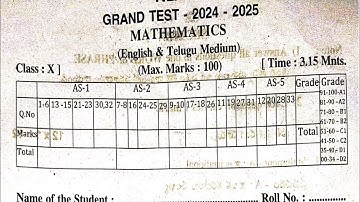 GRAND TEST - 2024 - 2025
MATHEMATICS
(English & Telugu Medium)
Class : X ] (Max. Marks : 100) [ Time : 3.15 Mnts.
AS-1 AS-2 AS-3 AS-4 AS-5 Grade Grade
Q.No 1-6 13-15 21-23 30, 31 30, 32 7-8 16 24-25 29 9-10 17-18 26 11 19 27 31 12 20 28 33 Total
Marks
Total
91-100-A1
81-90-A2
71-80-B1
61-70 - B2
51-60 - C1
41-50 - C2
35-40 - D1
00-34 - D2
Name of the Student : Roll No.